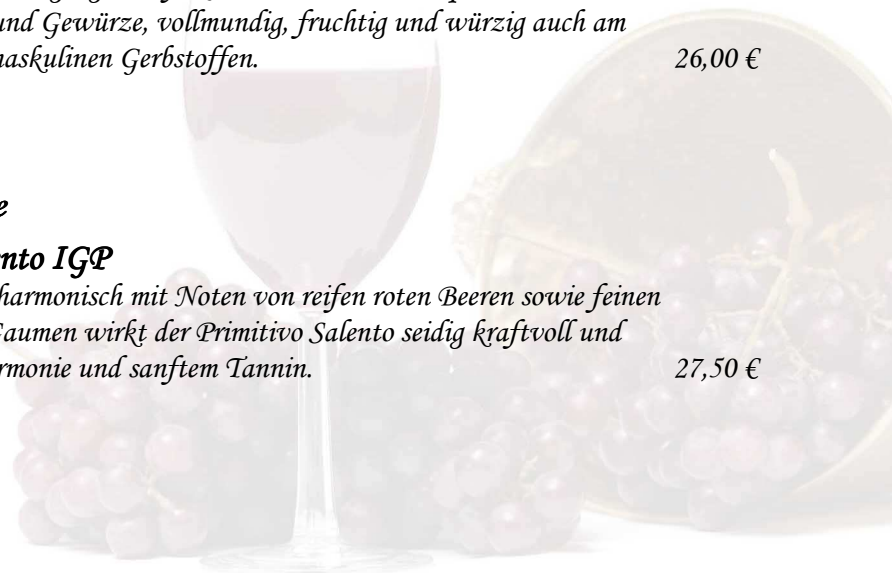 und Gewürze, vollmundig, fruchtig und würzig auch am
maskulinen Gerbstoffen. 26,00 €
nto IGP
harmonisch mit Noten von reifen roten Beeren sowie feinen
Gaumen wirkt der Primitivo Salento seidig kraftvoll und
rmonie und sanftem Tannin. 27,50 €